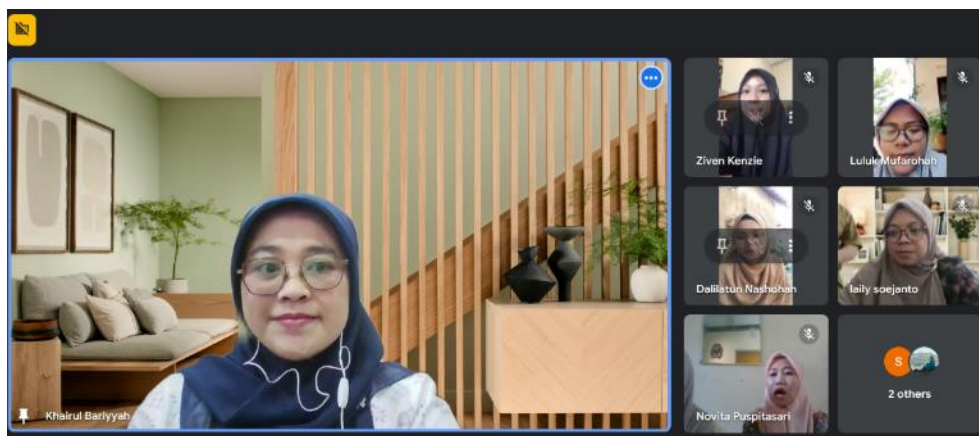 Khairul Bariyyah
Ziven Kenzie
Luluk Mufarohah
Dalilatun Nashohah
laily soejanto
Novita Puspitasari
S
2 others